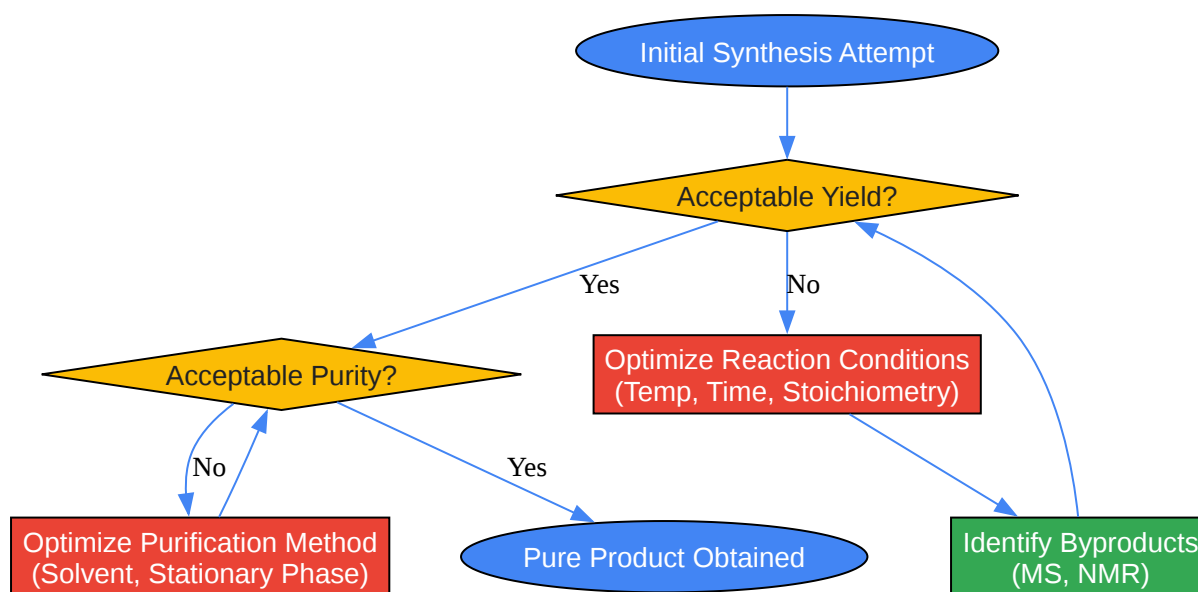 Initial Synthesis Attempt
Acceptable Yield?
Yes
No
Optimize Reaction Conditions
(Temp, Time, Stoichiometry)
Acceptable Purity?
No
Yes
Optimize Purification Method
(Solvent, Stationary Phase)
Pure Product Obtained
Identify Byproducts
(MS, NMR)